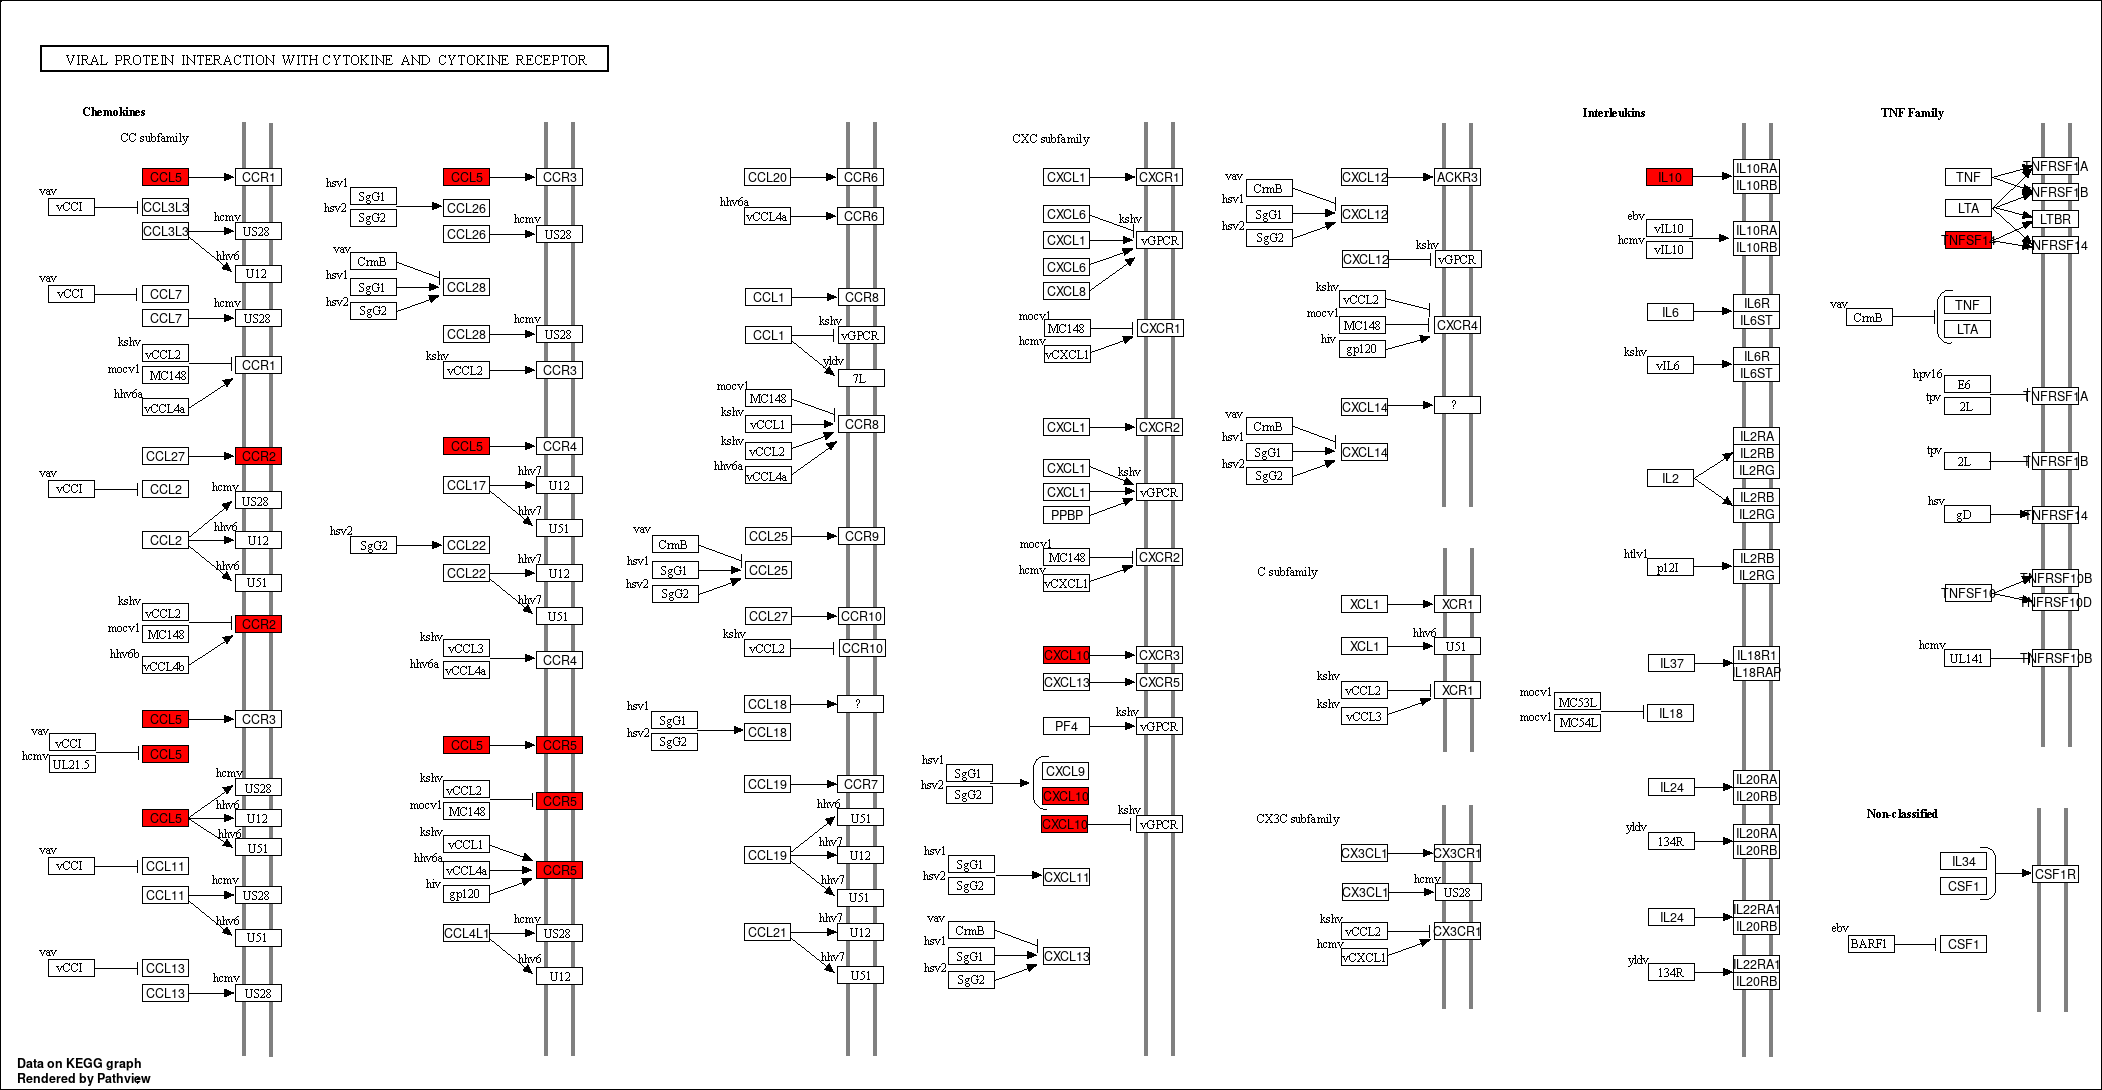 VIRAL PROTEIN INTERACTION WITH CYTOKINE AND CYTOKINE RECEPTOR
Chemokines
CC subfamily
CCL5 CCR1
vav
vCCI CCL3L3
hcmv
CCL3L3 US28
hhv6
U12
vCCI CCL7
vav
hcmv
CCL7 US28
kshv
vCCL2
CCR1
mocv1
MC148
hhv6a
vCCL4a
CCL27 CCR2
vav
vCCI CCL2
hcmv
US28
hhv6
CCL2 U12
hhv6
U51
kshv
vCCL2
CCR2
mocv1
MC148
hhv6b
vCCL4b
CCL5 CCR3
vav
vCCI
CCL5
hcmv
UL21.5
hcmv
US28
hhv6
CCL5 U12
hhv6
U51
vav
vCCI CCL11
hcmv
CCL11 US28
hhv6
U51
vav
vCCI CCL13
hcmv
CCL13 US28
CCL5 CCR3
hsv1
SgG1
CCL26
hsv2
SgG2
hcmv
CCL26 US28
vav
CrmB
hsv1
SgG1 CCL28
hsv2
SgG2
hcmv
CCL28 US28
kshv
vCCL2 CCR3
CCL5 CCR4
hhv7
CCL17 U12
hhv7
U51
hsv2
SgG2 CCL22
hhv7
CCL22 U12
hhv7
U51
kshv
vCCL3
CCR4
hhv6a
vCCL4a
CCL5 CCR5
kshv
vCCL2
CCR5
mocv1
MC148
kshv
vCCL1
hhv6a
vCCL4a CCR5
hiv
gp120
hcmv
CCL4L1 US28
hhv6
U12
CCL20 CCR6
hhv6a
vCCL4a CCR6
CCL1 CCR8
kshv
CCL1 vGPCR
yldv
7L
mocv1
MC148
kshv
vCCL1 CCR8
kshv
vCCL2
hhv6a
vCCL4a
CCL25 CCR9
vav
CrmB
hsv1
SgG1 CCL25
hsv2
SgG2
CCL27 CCR10
kshv
vCCL2 CCR10
CCL18 ?
hsv1
SgG1
CCL18
hsv2
SgG2
CCL19 CCR7
hhv6
U51
hhv7
CCL19 U12
hhv7
U51
hhv7
CCL21 U12
hhv7
U51
CXC subfamily
CXCL1 CXCR1
CXCL6
kshv
CXCL1 vGPCR
CXCL6
CXCL8
mocv1
MC148 CXCR1
hcmv
vCXCL1
CXCL1 CXCR2
CXCL1
kshv
CXCL1 vGPCR
PPBP
mocv1
MC148 CXCR2
hcmv
vCXCL1
CXCL10 CXCR3
CXCL13 CXCR5
kshv
PF4 vGPCR
hsv1
SgG1 CXCL9
hsv2
SgG2 CXCL10
kshv
CXCL10 vGPCR
hsv1
SgG1
CXCL11
hsv2
SgG2
vav
CrmB
hsv1
SgG1 CXCL13
hsv2
SgG2
CXCL12 ACKR3
vav
CrmB
hsv1
SgG1 CXCL12
hsv2
SgG2
kshv
CXCL12 vGPCR
kshv
vCCL2
mocv1
MC148 CXCR4
hiv
gp120
CXCL14 ?
vav
CrmB
hsv1
SgG1 CXCL14
hsv2
SgG2
C subfamily
XCL1 XCR1
hhv6
XCL1 U51
kshv
vCCL2 XCR1
kshv
vCCL3
CX3C subfamily
CX3CL1 CX3CR1
hcmv
CX3CL1 US28
kshv
vCCL2 CX3CR1
hcmv
vCXCL1
Interleukins
IL10 IL10RA
IL10RB
ebv
vIL10 IL10RA
hcmv
vIL10 IL10RB
IL6 IL6R
IL6ST
kshv
vIL6 IL6R
IL6ST
IL2RA
IL2RB
IL2RG
IL2
IL2RB
IL2RG
htlv1
p12I IL2RB
IL2RG
IL37 IL18R1
IL18RAP
mocv1
MC53L
IL18
mocv1
MC54L
IL24 IL20RA
IL20RB
yldv
134R IL20RA
IL20RB
IL24 IL22RA1
IL20RB
yldv
134R IL22RA1
IL20RB
TNF Family
TNFRSF1A
TNF
TNFRSF1B
LTA
LTBR
TNFSF14 TNFRSF14
vav
CrmB
TNF
LTA
hpv16
E6
TNFRSF1A
tpv
2L
tpv
2L TNFRSF1B
hsv
gD TNFRSF14
TNFRSF10B
TNFSF10
TNFRSF10D
hcmv
UL141 TNFRSF10B
Non-classified
IL34
CSF1R
CSF1
ebv
BARF1 CSF1
Data on KEGG graph
Rendered by Pathview